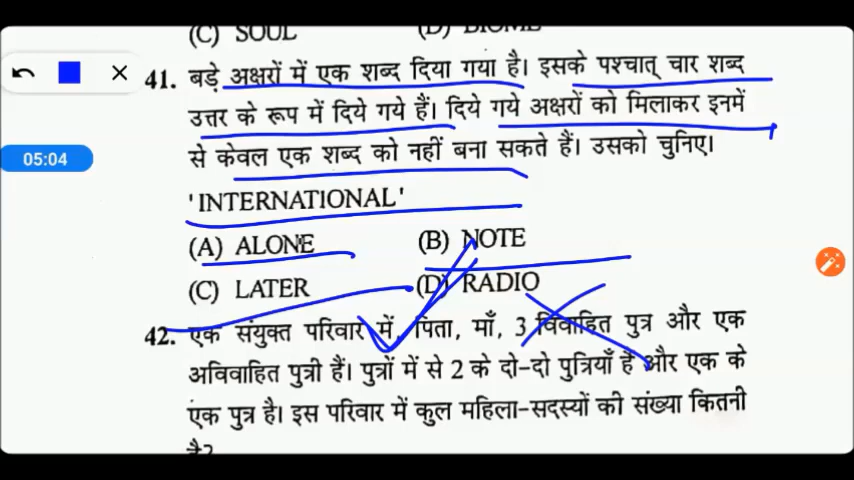 (C) SOUL (D) BIOME
41. बड़े अक्षरों में एक शब्द दिया गया है। इसके पश्चात् चार शब्द
उत्तर के रूप में दिये गये हैं। दिये गये अक्षरों को मिलाकर इनमें
से केवल एक शब्द को नहीं बना सकते हैं। उसको चुनिए।
05:04
'INTERNATIONAL'
(A) ALONE (B) NOTE
(C) LATER (D) RADIO
42. एक संयुक्त परिवार में, पिता, माँ, 3 विवाहित पुत्र और एक
अविवाहित पुत्री हैं। पुत्रों में से 2 के दो-दो पुत्रियाँ हैं और एक के
एक पुत्र है। इस परिवार में कुल महिला-सदस्यों की संख्या कितनी
है?